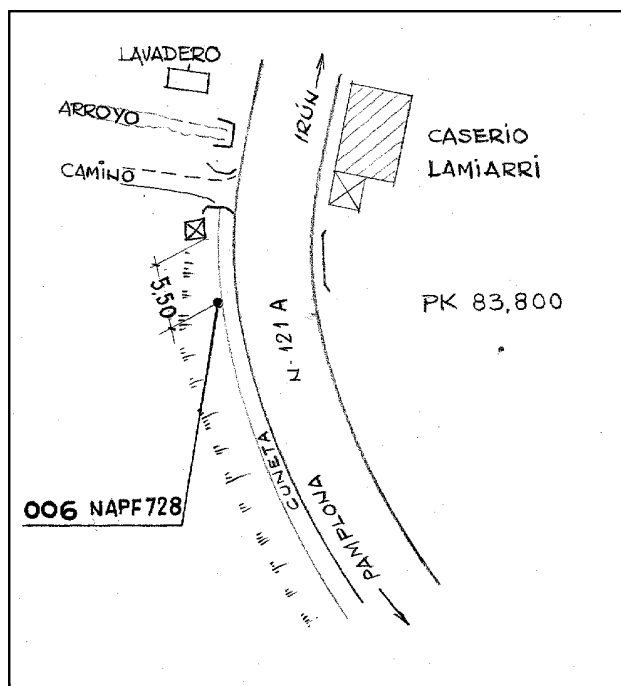 LAVADERO
IRÚN
ARROYO
CASERIO
LAMIARRI
CAMINO
5,50
PK 83,800
N-121 A
CUNETA
PAMPLONA
006 NAPF728